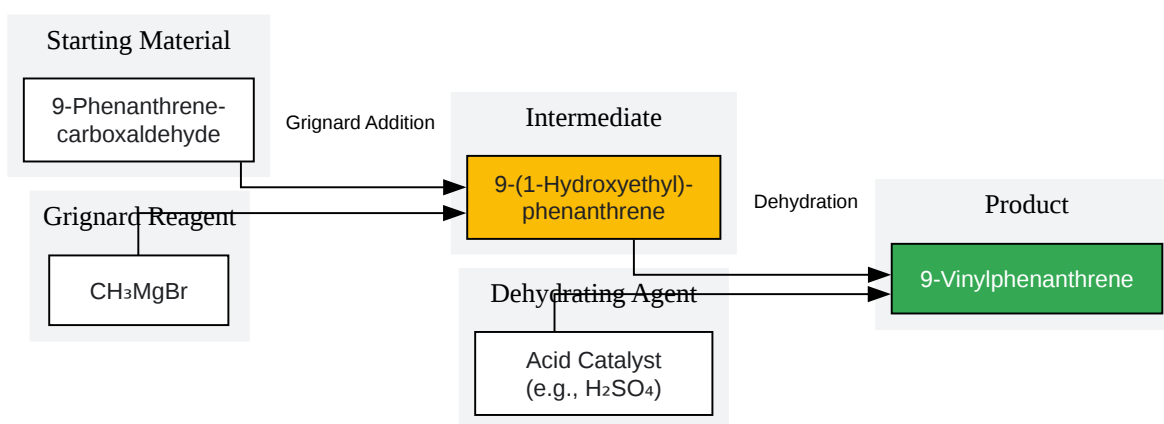 Starting Material
9-Phenanthrene-
carboxaldehyde
Grignard Addition
Grignard Reagent
CH₃MgBr
Intermediate
9-(1-Hydroxyethyl)-
phenanthrene
Dehydration
Dehydrating Agent
Acid Catalyst
(e.g., H₂SO₄)
Product
9-Vinylphenanthrene